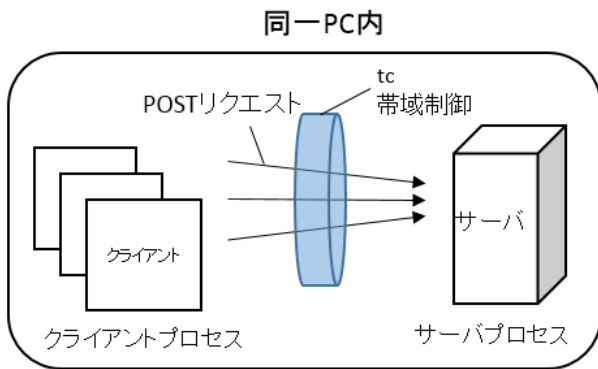 同一PC内
tc
帯域制御
POSTリクエスト
クライアント
サーバ
クライアントプロセス
サーバプロセス